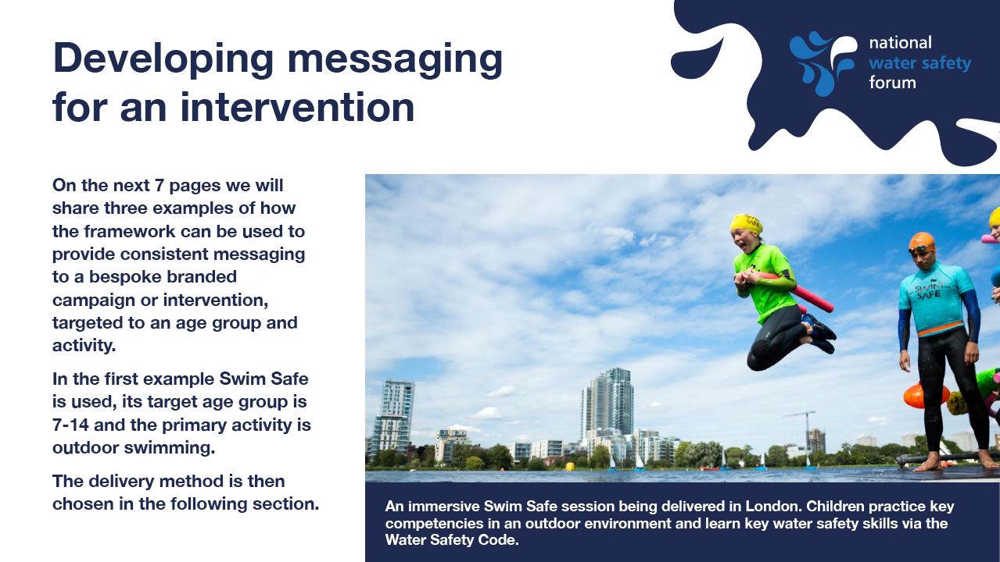 Developing messaging
for an intervention
national
water safety
forum
On the next 7 pages we will
share three examples of how
the framework can be used to
provide consistent messaging
to a bespoke branded
campaign or intervention,
targeted to an age group and
activity.
In the first example Swim Safe
is used, its target age group is
7-14 and the primary activity is
outdoor swimming.
The delivery method is then
chosen in the following section.
SWIM
SAFE
An immersive Swim Safe session being delivered in London. Children practice key
competencies in an outdoor environment and learn key water safety skills via the
Water Safety Code.